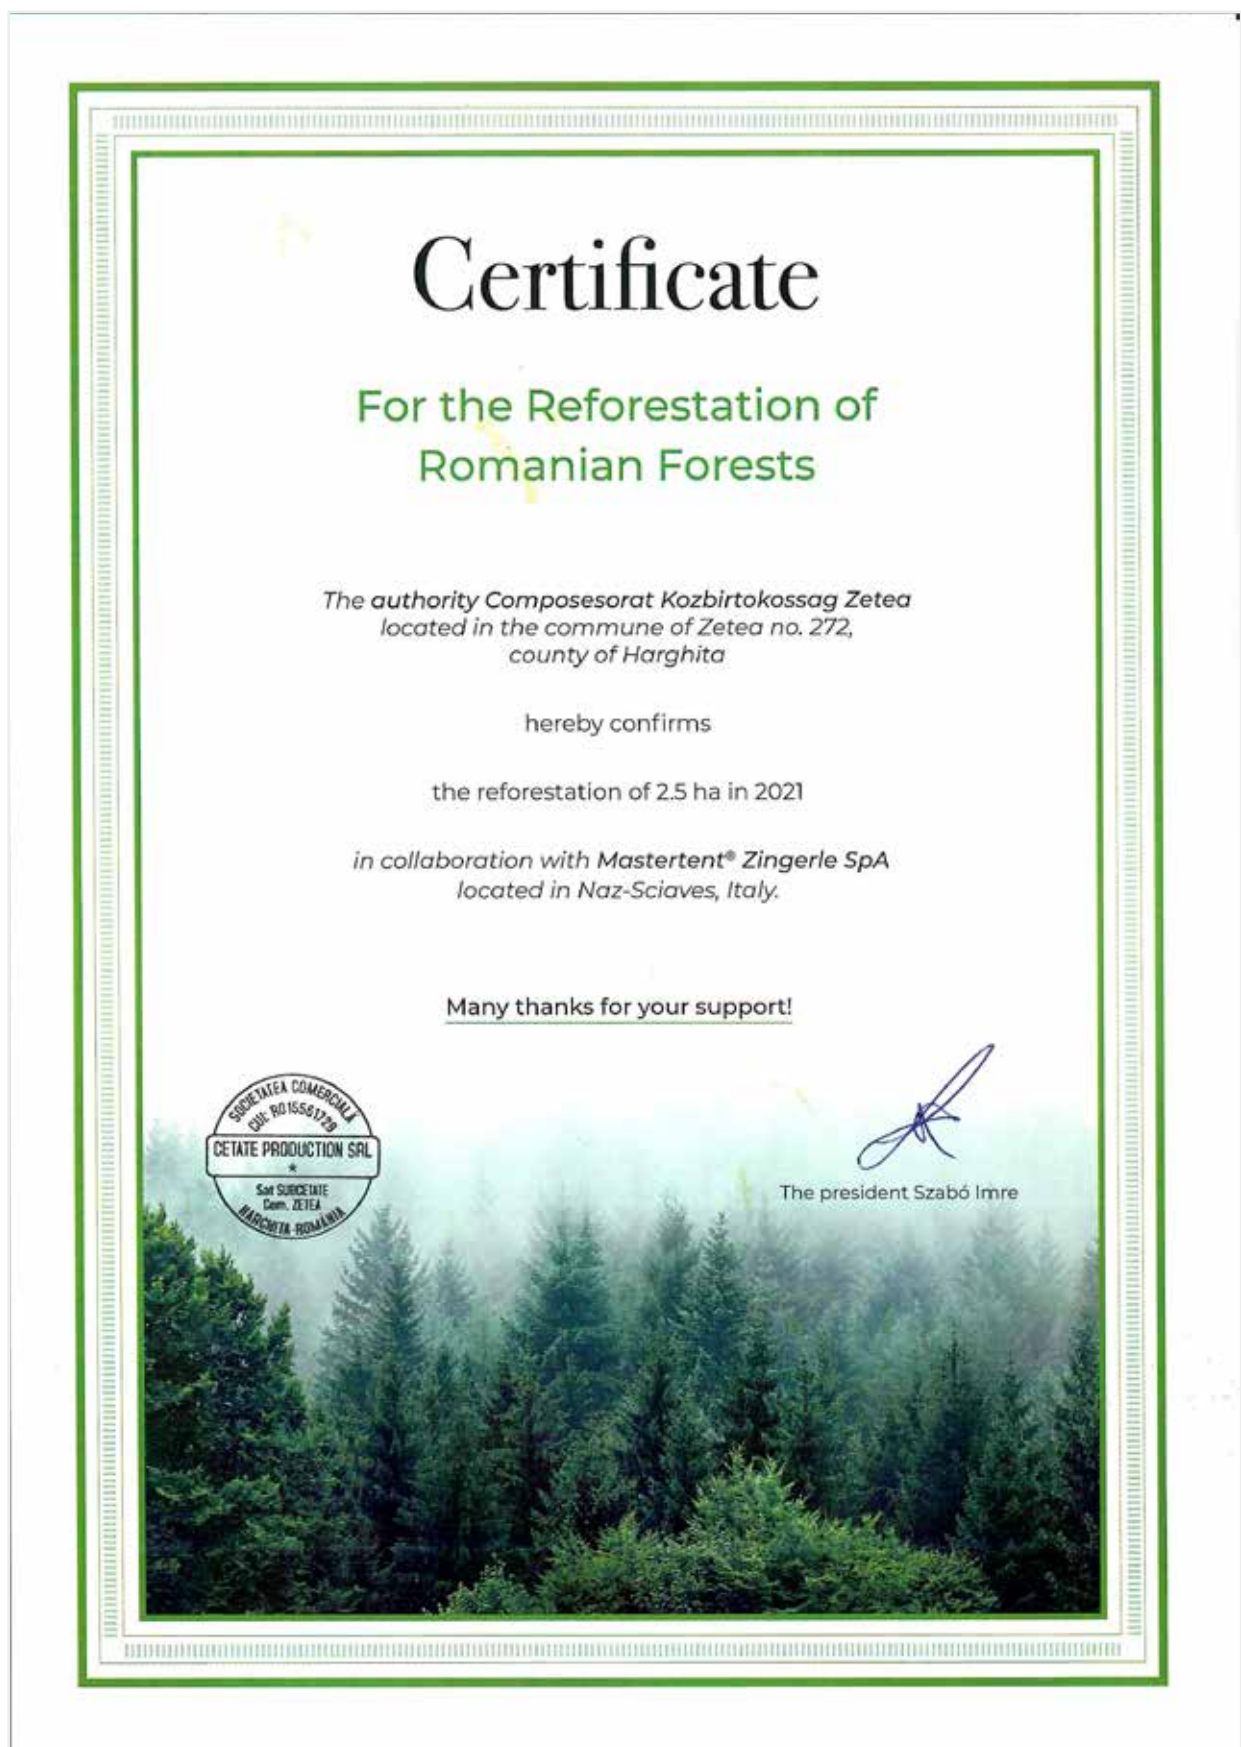 Certificate
For the Reforestation of
Romanian Forests
The authority Composesorat Kozbirtokossag Zetea
located in the commune of Zetea no. 272,
county of Harghita
hereby confirms
the reforestation of 2.5 ha in 2021
in collaboration with Mastertent® Zingerle SpA
located in Naz-Sciaves, Italy.
Many thanks for your support!
SOCIETATEA COMERCIALĂ
CUI: RO15561729
CETATE PRODUCTION SRL
Sat SUBCETATE
Com. ZETEA
HARGHITA-ROMÂNIA
The president Szabó Imre